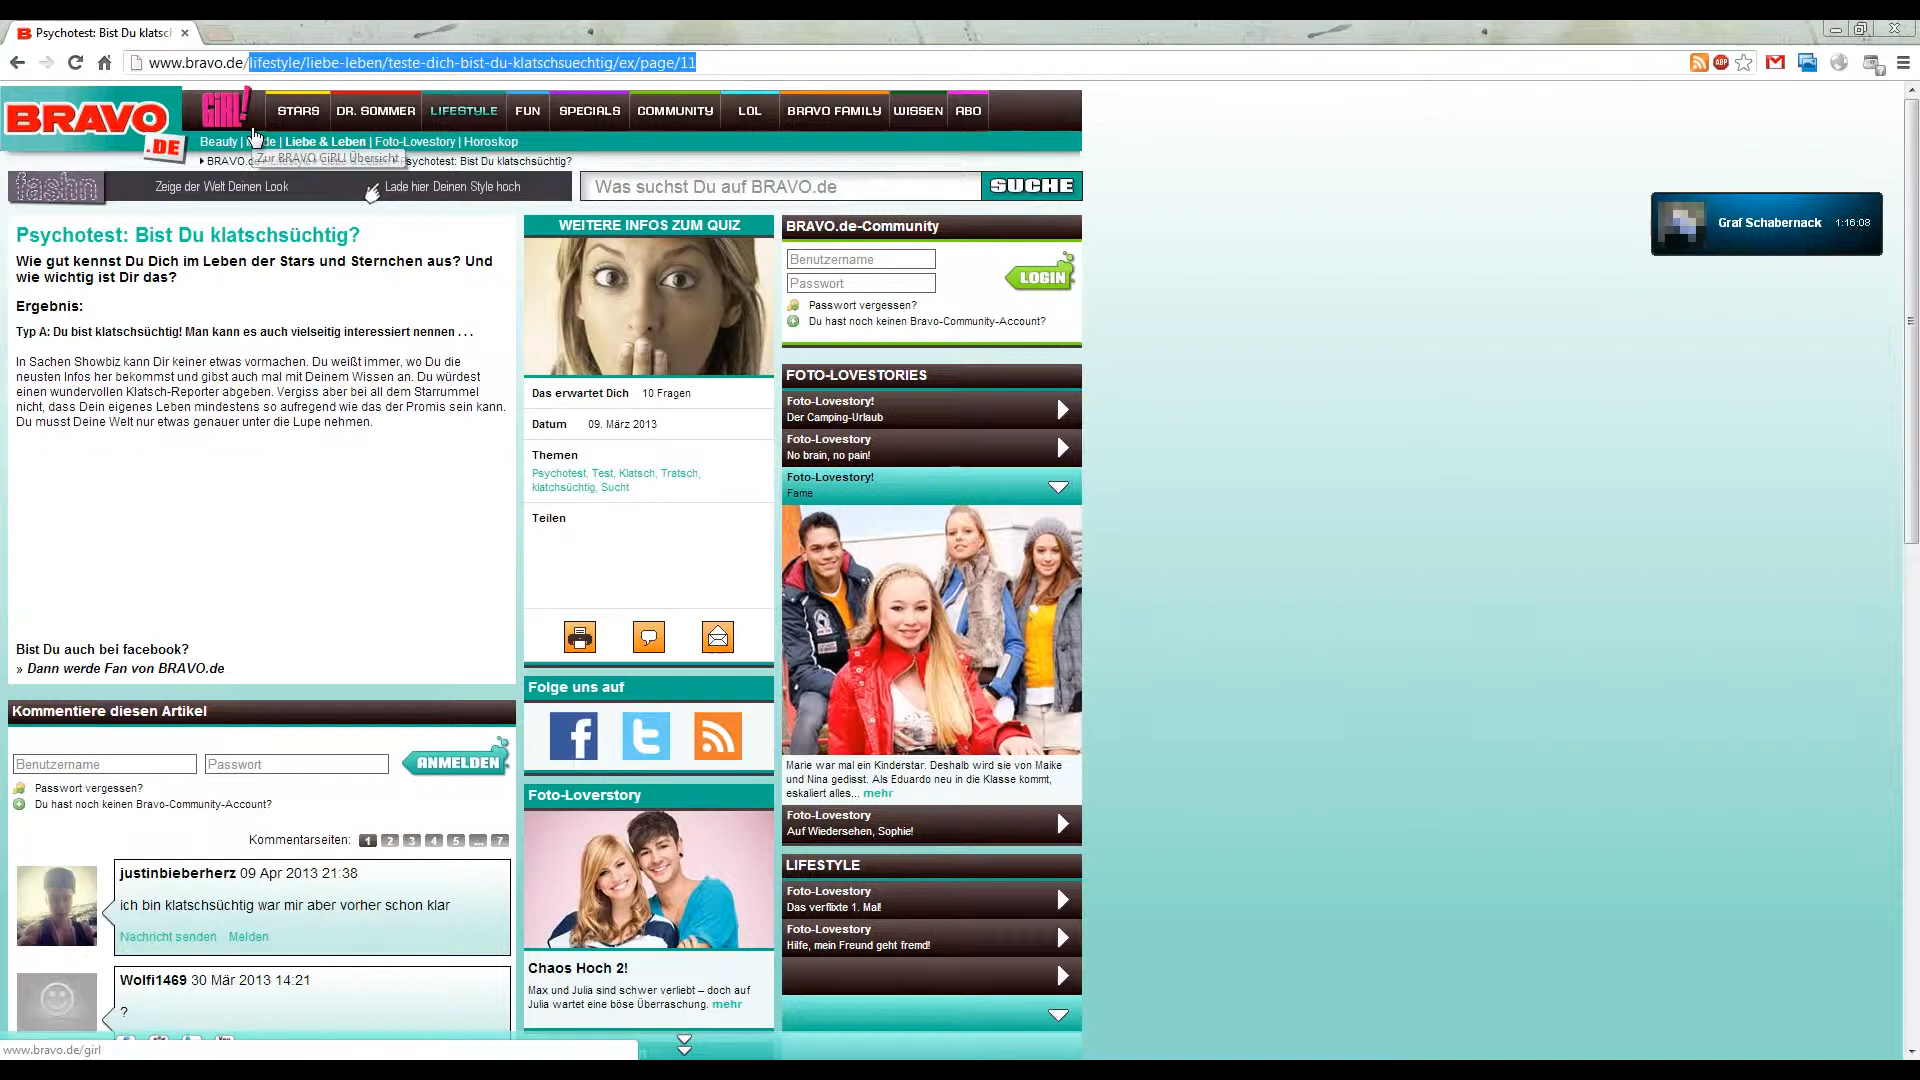 Psychotest: Bist Du klatsc
www.bravo.de/lifestyle/liebe-leben/teste-dich-bist-du-klatschsuechtig/ex/page/11
ABP
BRAVO
.DE
GiRL!
STARS
DR. SOMMER
LIFESTYLE
FUN
SPECIALS
COMMUNITY
LOL
BRAVO FAMILY
WISSEN
ABO
Beauty | Mode | Liebe & Leben | Foto-Lovestory | Horoskop
Zur BRAVO GiRL! Übersicht
Psychotest: Bist Du klatschsüchtig?
fashn
Zeige der Welt Deinen Look
Lade hier Deinen Style hoch
Was suchst Du auf BRAVO.de
SUCHE
Graf Schabernack 1:16:08
Psychotest: Bist Du klatschsüchtig?
Wie gut kennst Du Dich im Leben der Stars und Sternchen aus? Und
wie wichtig ist Dir das?
Ergebnis:
Typ A: Du bist klatschsüchtig! Man kann es auch vielseitig interessiert nennen . . .
In Sachen Showbiz kann Dir keiner etwas vormachen. Du weißt immer, wo Du die
neusten Infos her bekommst und gibst auch mal mit Deinem Wissen an. Du würdest
einen wundervollen Klatsch-Reporter abgeben. Vergiss aber bei all dem Starrummel
nicht, dass Dein eigenes Leben mindestens so aufregend wie das der Promis sein kann.
Du musst Deine Welt nur etwas genauer unter die Lupe nehmen.
Bist Du auch bei facebook?
» Dann werde Fan von BRAVO.de
Kommentiere diesen Artikel
Benutzername
Passwort
ANMELDEN
Passwort vergessen?
Du hast noch keinen Bravo-Community-Account?
Kommentarseiten: 1 2 3 4 5 ... 7
justinbieberherz 09 Apr 2013 21:38
ich bin klatschsüchtig war mir aber vorher schon klar
Nachricht senden Melden
Wolfi1469 30 Mär 2013 14:21
?
www.bravo.de/girl
WEITERE INFOS ZUM QUIZ
Das erwartet Dich 10 Fragen
Datum 09. März 2013
Themen
Psychotest, Test, Klatsch, Tratsch,
klatchsüchtig, Sucht
Teilen
Folge uns auf
Foto-Loverstory
Chaos Hoch 2!
Max und Julia sind schwer verliebt – doch auf
Julia wartet eine böse Überraschung. mehr
BRAVO.de-Community
Benutzername
Passwort
LOGIN
Passwort vergessen?
Du hast noch keinen Bravo-Community-Account?
FOTO-LOVESTORIES
Foto-Lovestory!
Der Camping-Urlaub
Foto-Lovestory
No brain, no pain!
Foto-Lovestory!
Fame
Marie war mal ein Kinderstar. Deshalb wird sie von Maike
und Nina gedisst. Als Eduardo neu in die Klasse kommt,
eskaliert alles... mehr
Foto-Lovestory
Auf Wiedersehen, Sophie!
LIFESTYLE
Foto-Lovestory
Das verflixte 1. Mal!
Foto-Lovestory
Hilfe, mein Freund geht fremd!